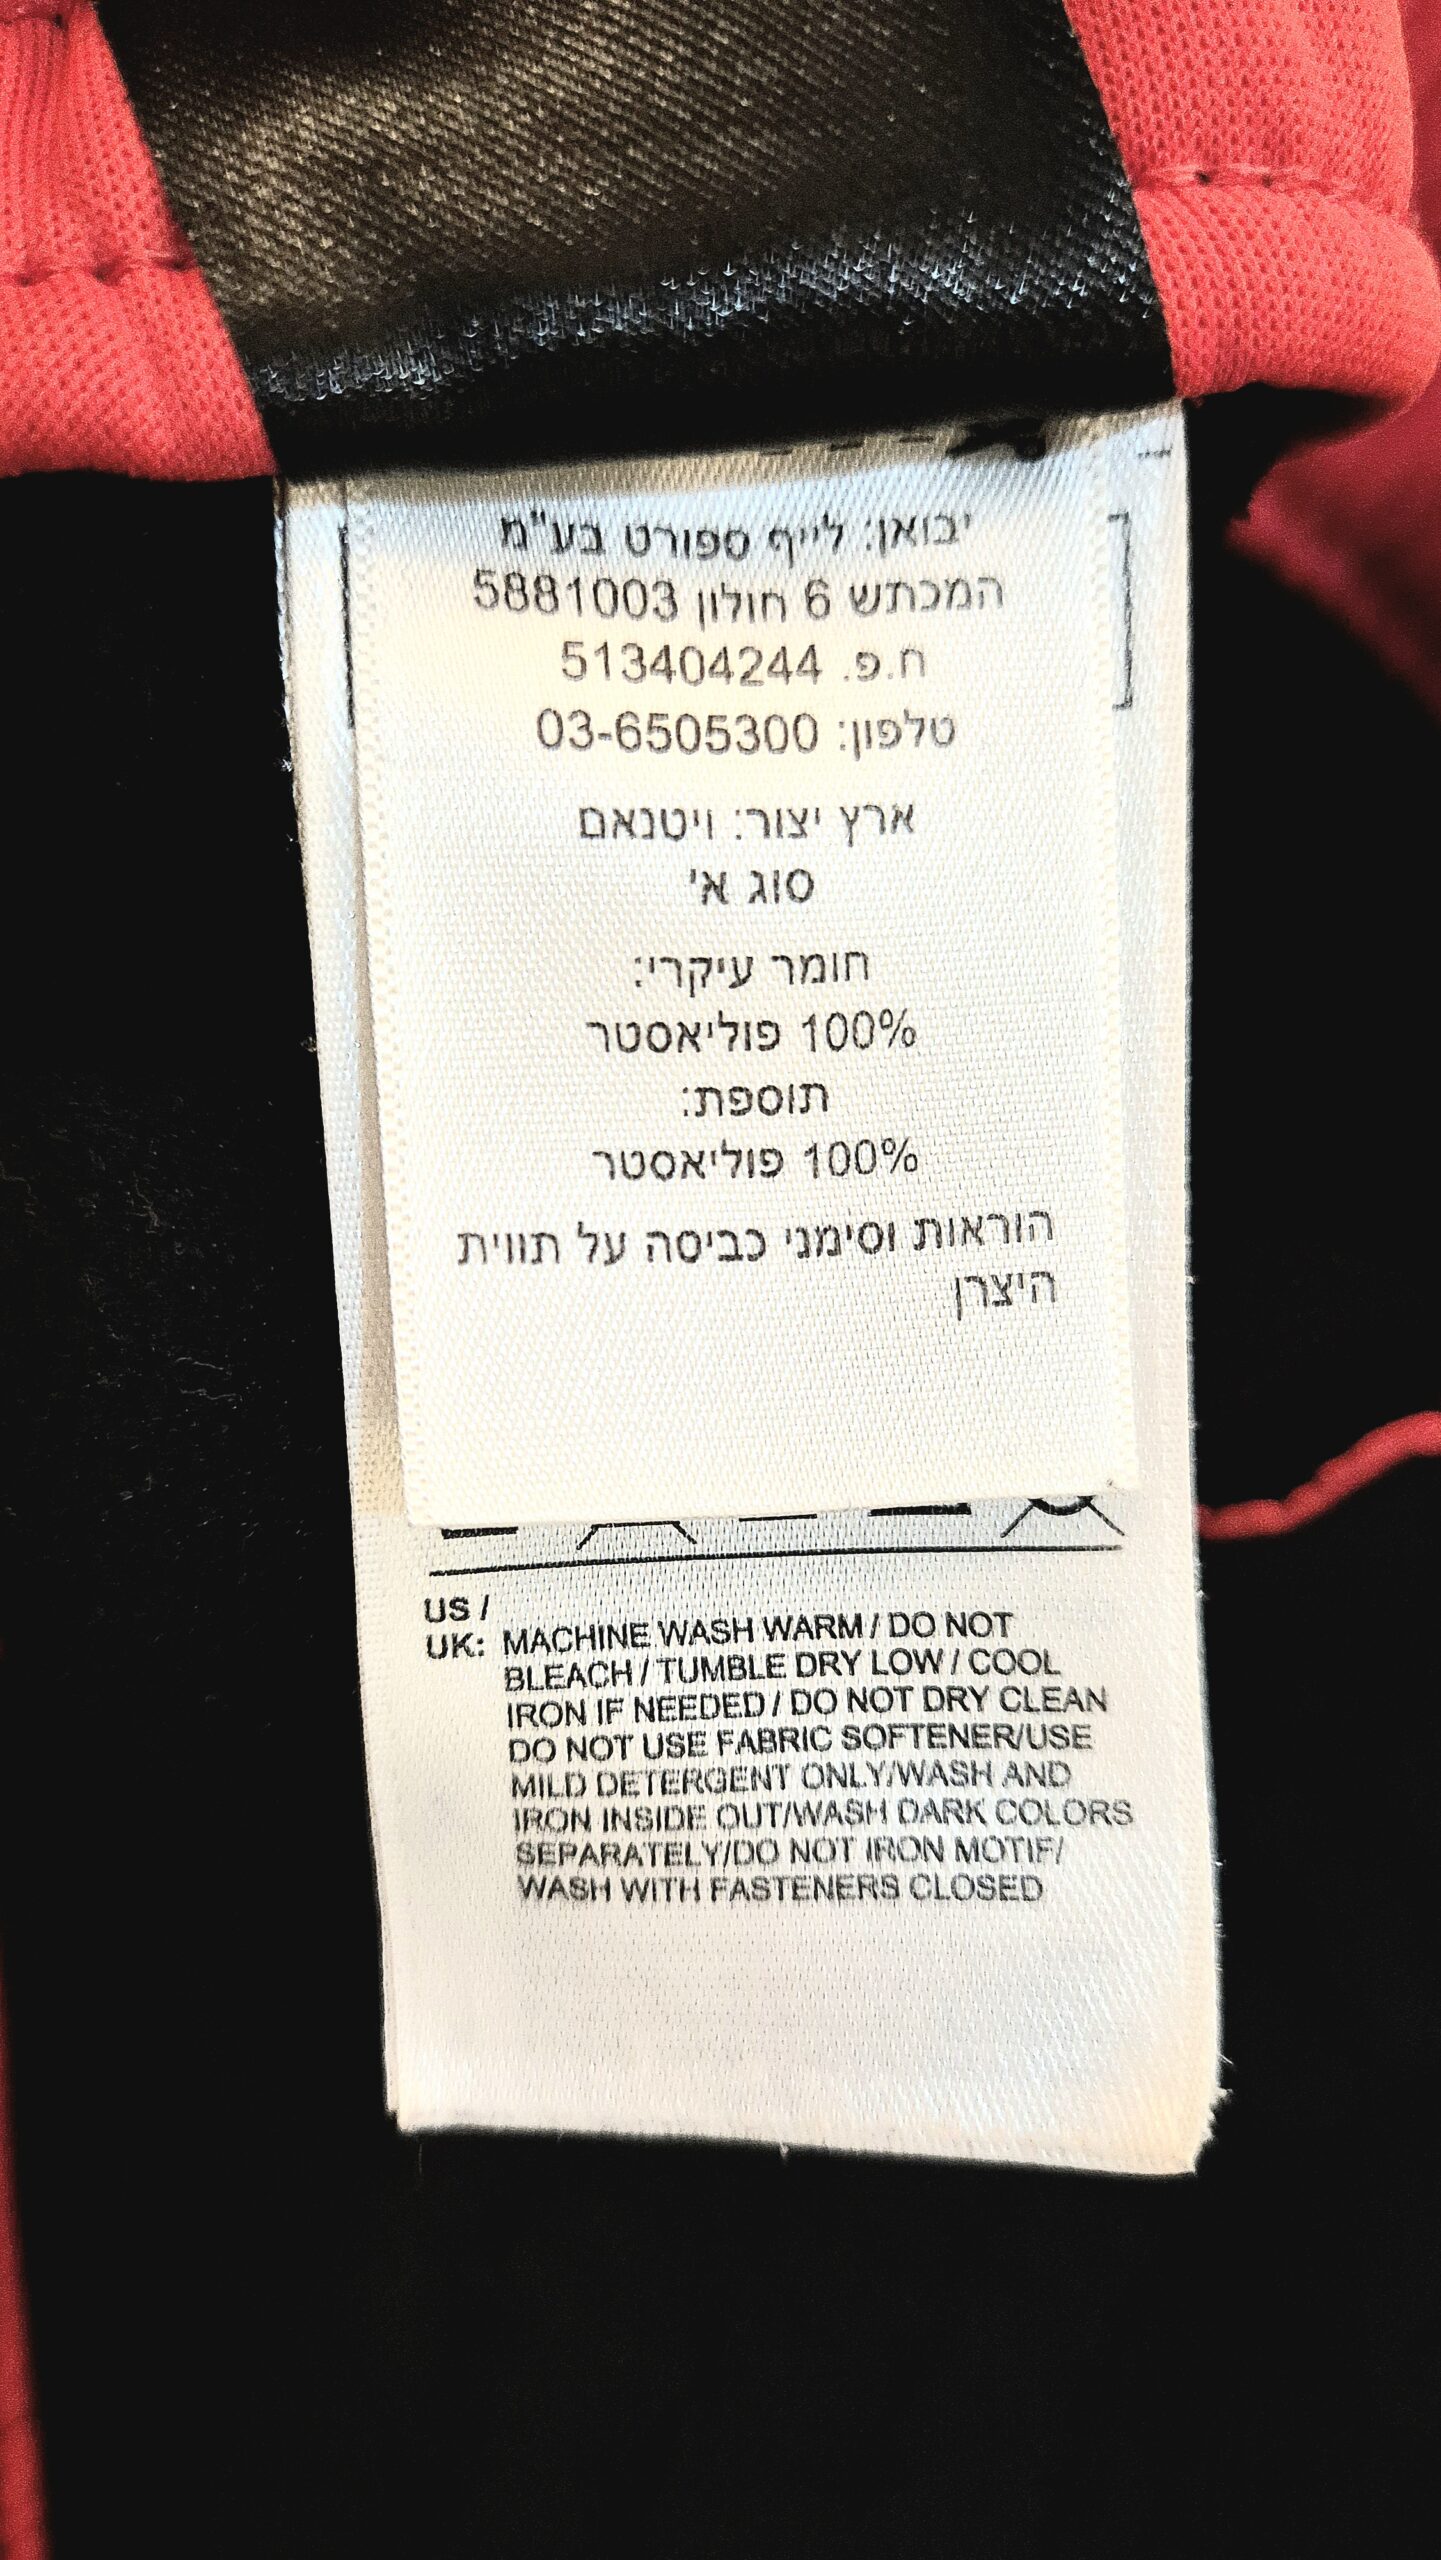 יבואן: לייף ספורט בע"מ
המכתש 6 חולון 5881003
ח.פ. 513404244
טלפון: 03-6505300
ארץ יצור: ויטנאם
סוג א'
חומר עיקרי:
100% פוליאסטר
תוספת:
100% פוליאסטר
הוראות וסימני כביסה על תווית
היצרן
US /
UK: MACHINE WASH WARM / DO NOT
BLEACH / TUMBLE DRY LOW / COOL
IRON IF NEEDED / DO NOT DRY CLEAN
DO NOT USE FABRIC SOFTENER/USE
MILD DETERGENT ONLY/WASH AND
IRON INSIDE OUT/WASH DARK COLORS
SEPARATELY/DO NOT IRON MOTIF/
WASH WITH FASTENERS CLOSED